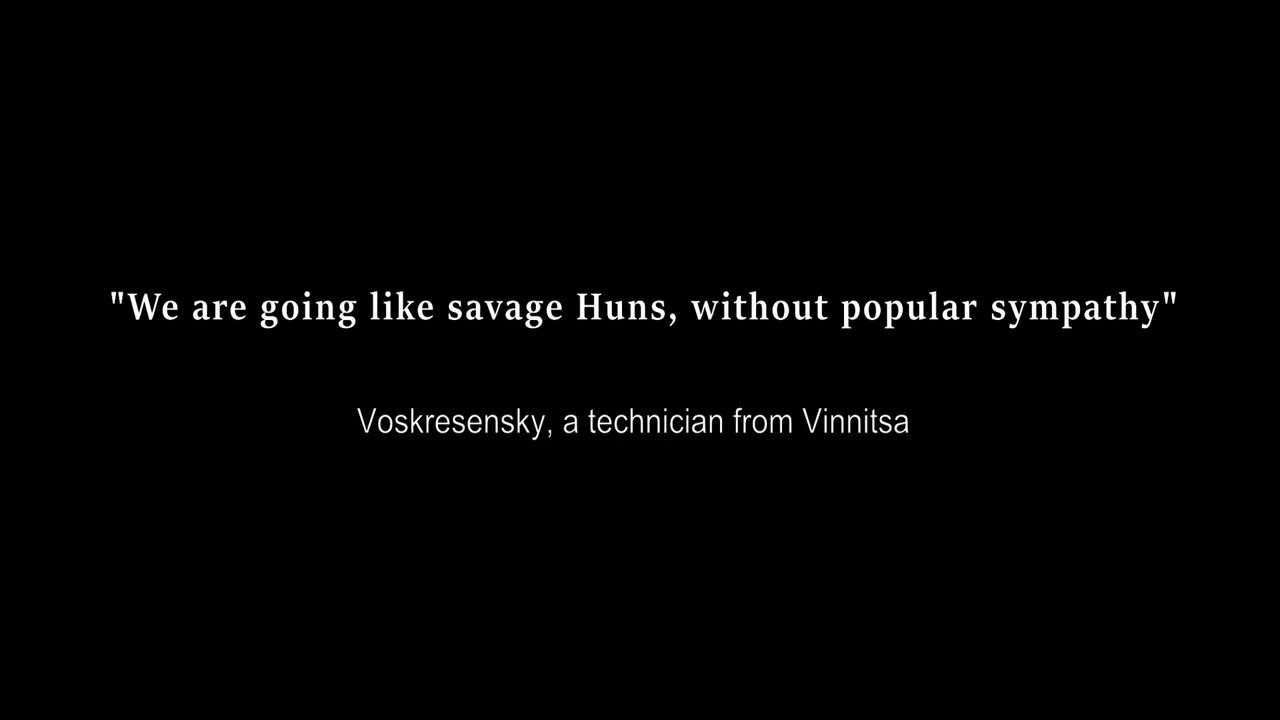 "We are going like savage Huns, without popular sympathy"
Voskresensky, a technician from Vinnitsa